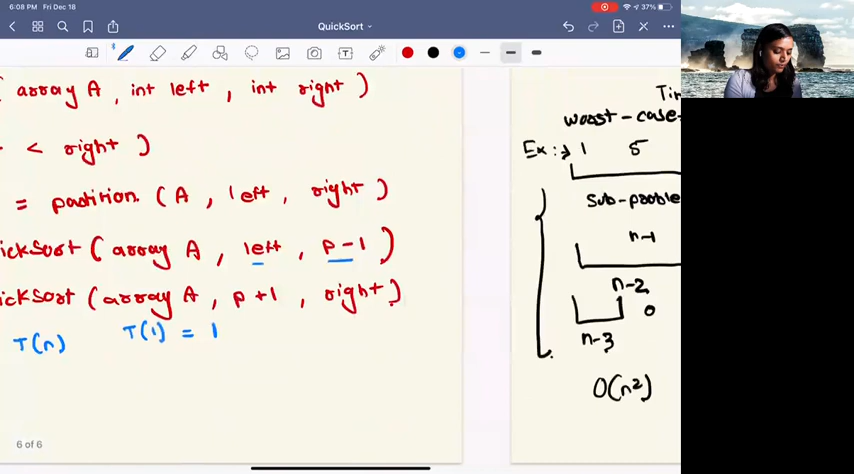 6:08 PM Fri Dec 18
37%
QuickSort
( array A , int left , int right )
< right )
= partition ( A , left , right )
ickSort ( array A , left , p-1 )
ickSort ( array A , p+1 , right )
T(n) T(1) = 1
6 of 6
Tim
worst-case-
Ex :→ 1 5
sub-proble
n-1
n-2
0
n-3
O(n²)